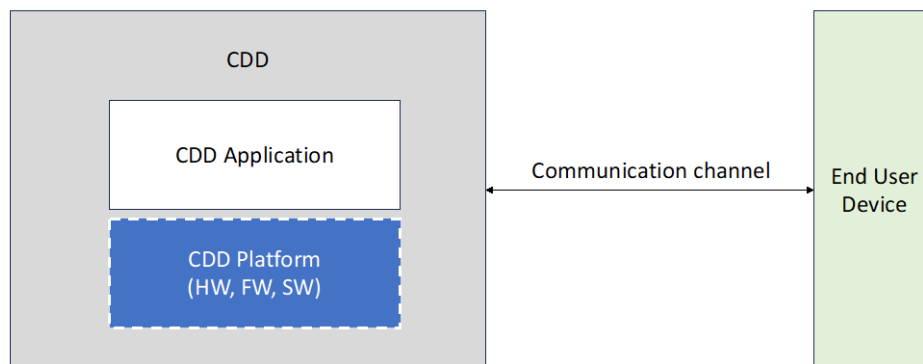 CDD
CDD Application
CDD Platform
(HW, FW, SW)
Communication channel
End User
Device